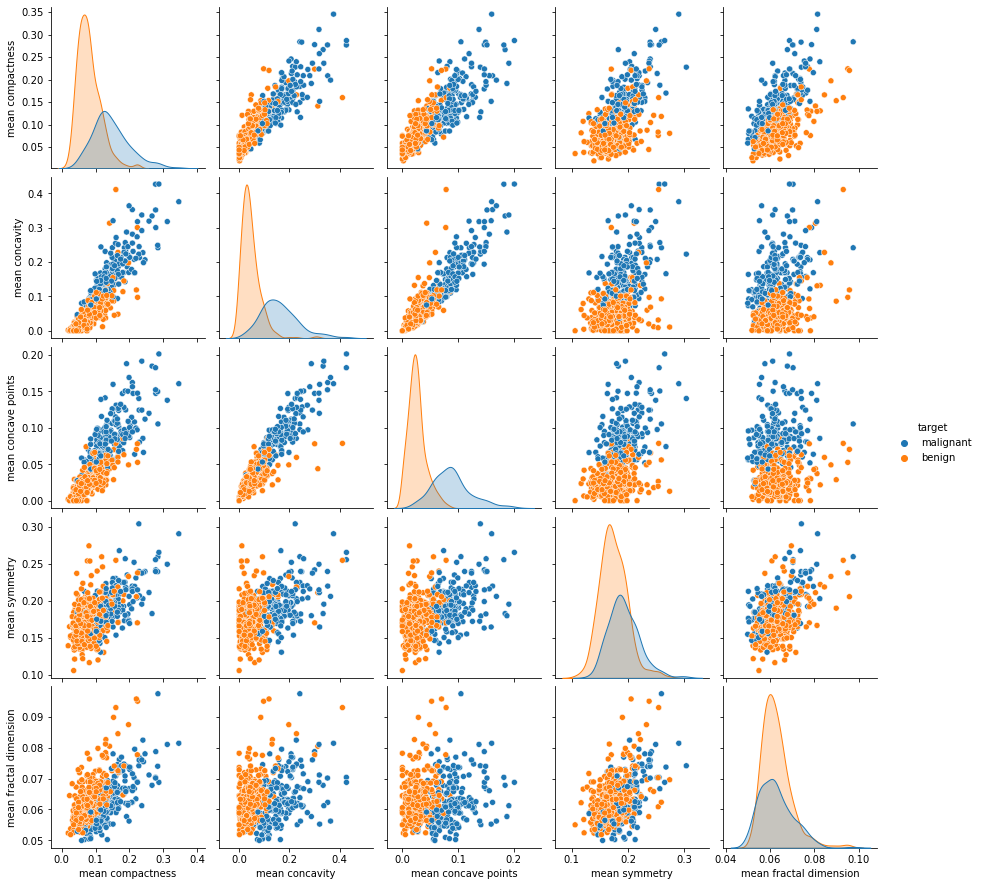 0.35
0.30
0.25
0.20
0.15
0.10
0.05
mean compactness
0.4
0.3
0.2
0.1
0.0
mean concavity
0.20
0.15
0.10
0.05
0.00
mean concave points
target
malignant
benign
0.30
0.25
0.20
0.15
0.10
mean symmetry
0.09
0.08
0.07
0.06
0.05
mean fractal dimension
0.0 0.1 0.2 0.3 0.4 0.0 0.2 0.4 0.0 0.1 0.2 0.1 0.2 0.3 0.04 0.06 0.08 0.10
mean compactness mean concavity mean concave points mean symmetry mean fractal dimension